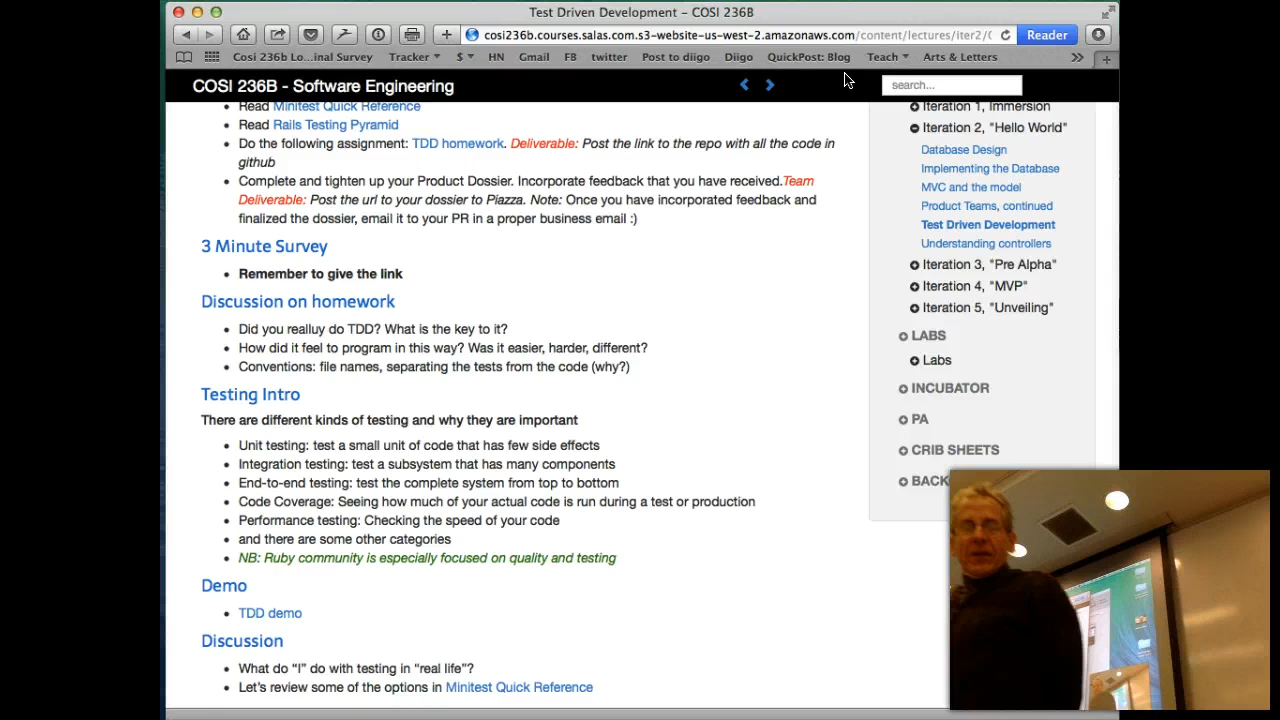 Test Driven Development – COSI 236B
cosi236b.courses.salas.com.s3-website-us-west-2.amazonaws.com/content/lectures/iter2/0
Reader
Cosi 236b Lo...inal Survey Tracker $ HN Gmail FB twitter Post to diigo Diigo QuickPost: Blog Teach Arts & Letters
COSI 236B - Software Engineering
search...
Read Minitest Quick Reference
Read Rails Testing Pyramid
Do the following assignment: TDD homework. Deliverable: Post the link to the repo with all the code in
github
Complete and tighten up your Product Dossier. Incorporate feedback that you have received.Team
Deliverable: Post the url to your dossier to Piazza. Note: Once you have incorporated feedback and
finalized the dossier, email it to your PR in a proper business email :)
3 Minute Survey
Remember to give the link
Discussion on homework
Did you realluy do TDD? What is the key to it?
How did it feel to program in this way? Was it easier, harder, different?
Conventions: file names, separating the tests from the code (why?)
Testing Intro
There are different kinds of testing and why they are important
Unit testing: test a small unit of code that has few side effects
Integration testing: test a subsystem that has many components
End-to-end testing: test the complete system from top to bottom
Code Coverage: Seeing how much of your actual code is run during a test or production
Performance testing: Checking the speed of your code
and there are some other categories
NB: Ruby community is especially focused on quality and testing
Demo
TDD demo
Discussion
What do “I” do with testing in “real life”?
Let’s review some of the options in Minitest Quick Reference
Iteration 1, Immersion
Iteration 2, "Hello World"
Database Design
Implementing the Database
MVC and the model
Product Teams, continued
Test Driven Development
Understanding controllers
Iteration 3, "Pre Alpha"
Iteration 4, "MVP"
Iteration 5, "Unveiling"
LABS
Labs
INCUBATOR
PA
CRIB SHEETS
BACK